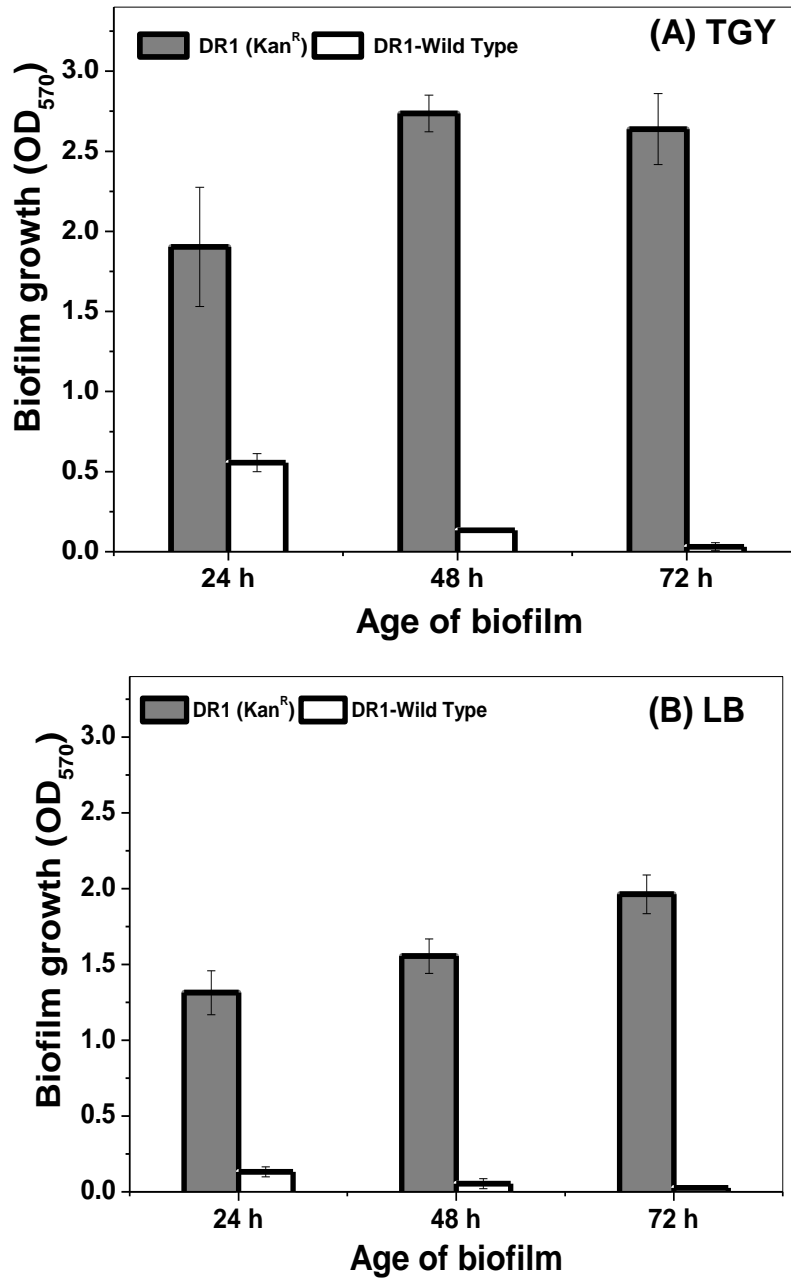 DR1 (Kan^R) DR1-Wild Type
(A) TGY
Biofilm growth (OD_570)
3.0
2.5
2.0
1.5
1.0
0.5
0.0
24 h 48 h 72 h
Age of biofilm
DR1 (Kan^R) DR1-Wild Type
(B) LB
Biofilm growth (OD_570)
3.0
2.5
2.0
1.5
1.0
0.5
0.0
24 h 48 h 72 h
Age of biofilm